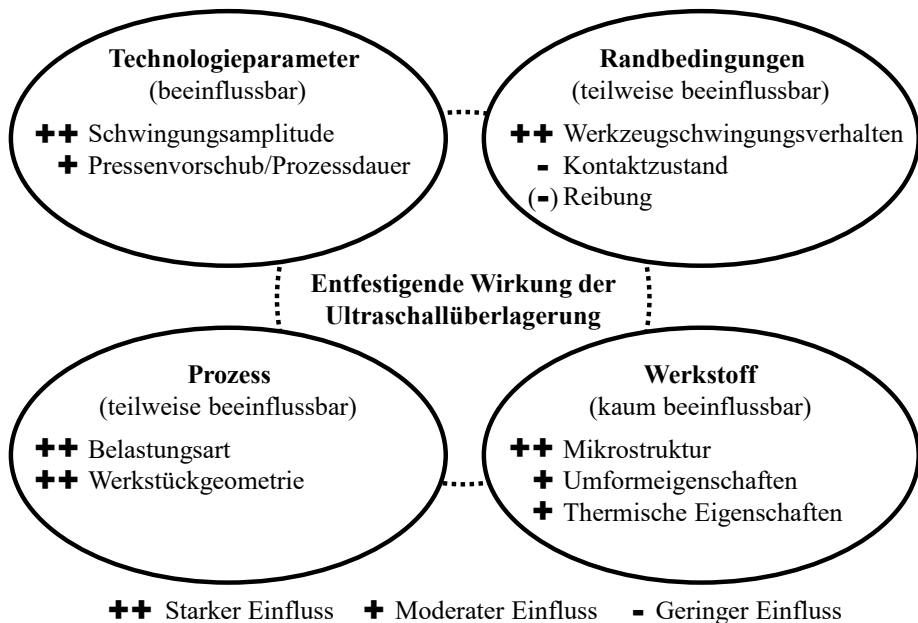 Technologieparameter
(beeinflussbar)
++ Schwingungsamplitude
+ Pressenvorschub/Prozessdauer
Randbedingungen
(teilweise beeinflussbar)
++ Werkzeugschwingungsverhalten
- Kontaktzustand
(-) Reibung
Entfestigende Wirkung der
Ultraschallüberlagerung
Prozess
(teilweise beeinflussbar)
++ Belastungsart
++ Werkstückgeometrie
Werkstoff
(kaum beeinflussbar)
++ Mikrostruktur
+ Umformeigenschaften
+ Thermische Eigenschaften
++ Starker Einfluss + Moderater Einfluss - Geringer Einfluss